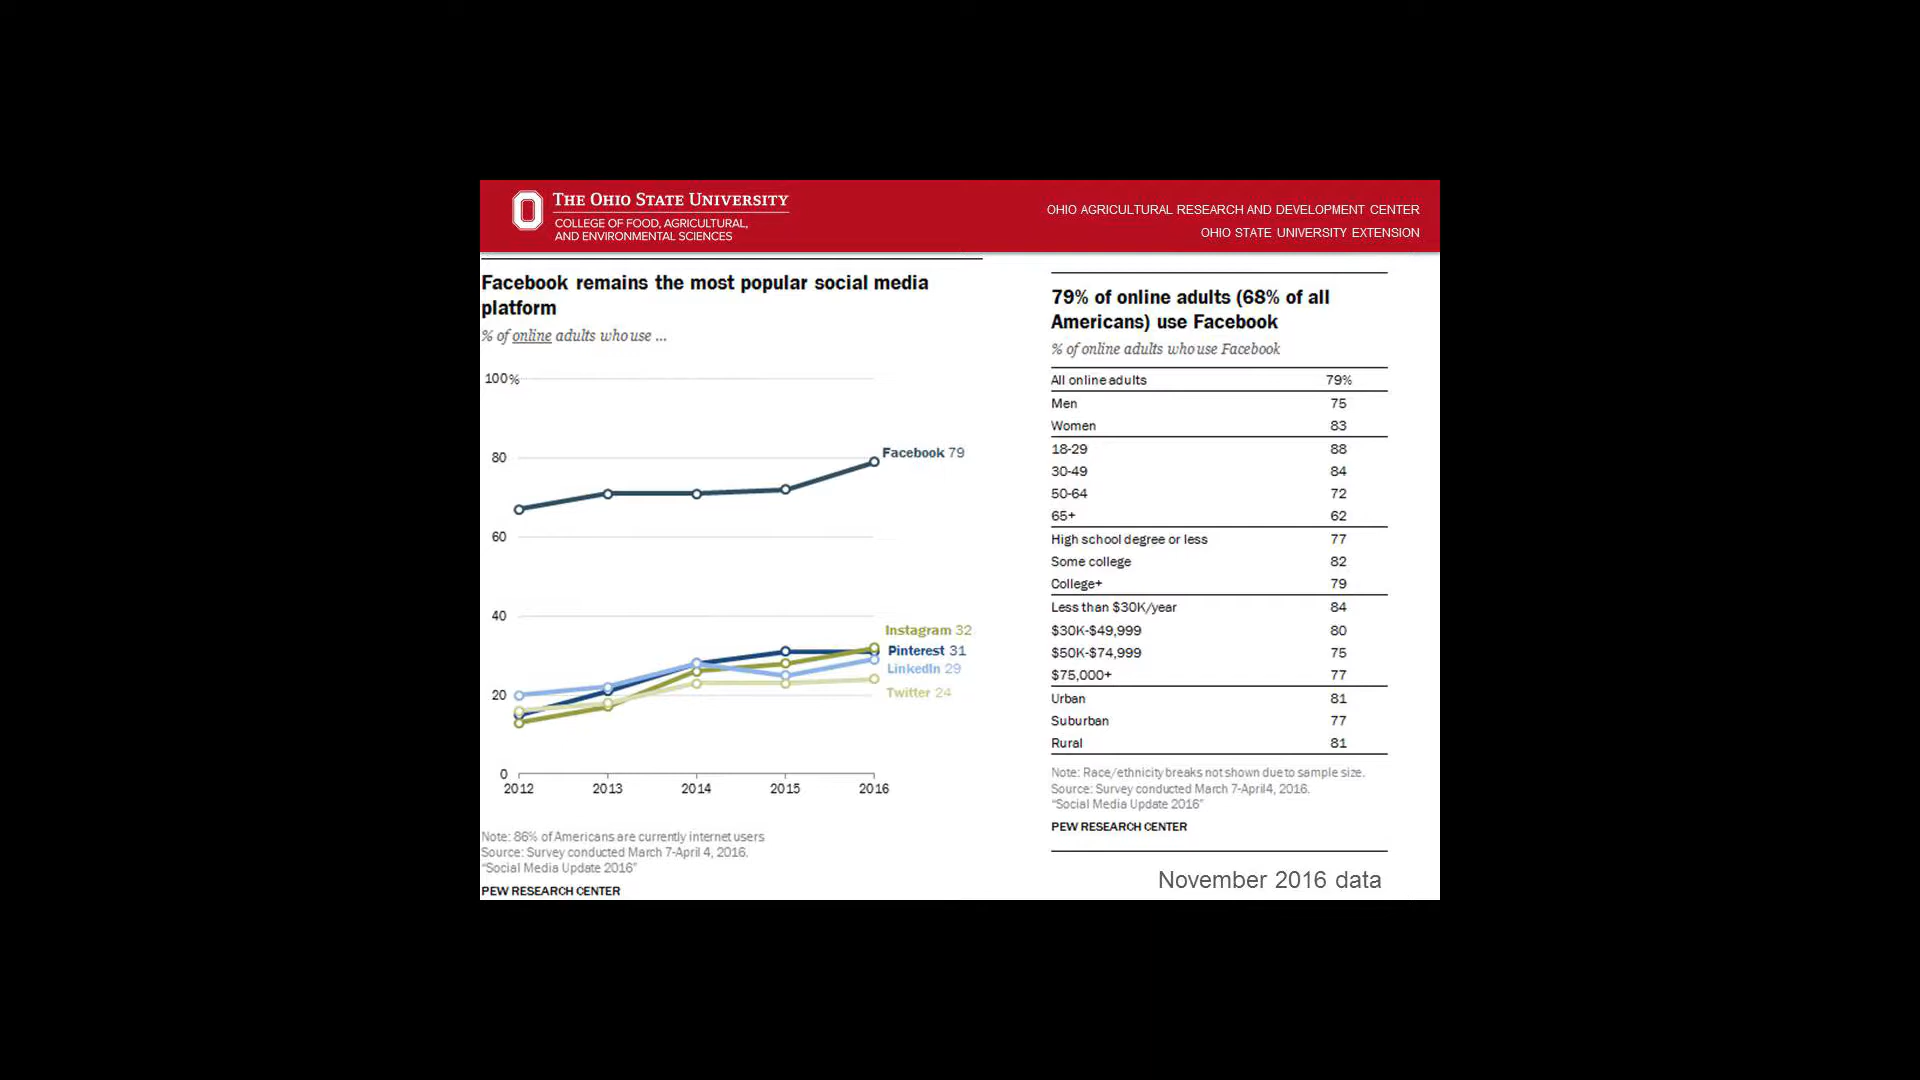 THE OHIO STATE UNIVERSITY
COLLEGE OF FOOD, AGRICULTURAL,
AND ENVIRONMENTAL SCIENCES
OHIO AGRICULTURAL RESEARCH AND DEVELOPMENT CENTER
OHIO STATE UNIVERSITY EXTENSION
Facebook remains the most popular social media
platform
% of online adults who use ...
100%
80
60
40
20
0
2012 2013 2014 2015 2016
Facebook 79
Instagram 32
Pinterest 31
LinkedIn 29
Twitter 24
Note: 86% of Americans are currently internet users
Source: Survey conducted March 7-April 4, 2016.
"Social Media Update 2016"
PEW RESEARCH CENTER
79% of online adults (68% of all
Americans) use Facebook
% of online adults who use Facebook
All online adults 79%
Men 75
Women 83
18-29 88
30-49 84
50-64 72
65+ 62
High school degree or less 77
Some college 82
College+ 79
Less than $30K/year 84
$30K-$49,999 80
$50K-$74,999 75
$75,000+ 77
Urban 81
Suburban 77
Rural 81
Note: Race/ethnicity breaks not shown due to sample size.
Source: Survey conducted March 7-April 4, 2016.
"Social Media Update 2016"
PEW RESEARCH CENTER
November 2016 data